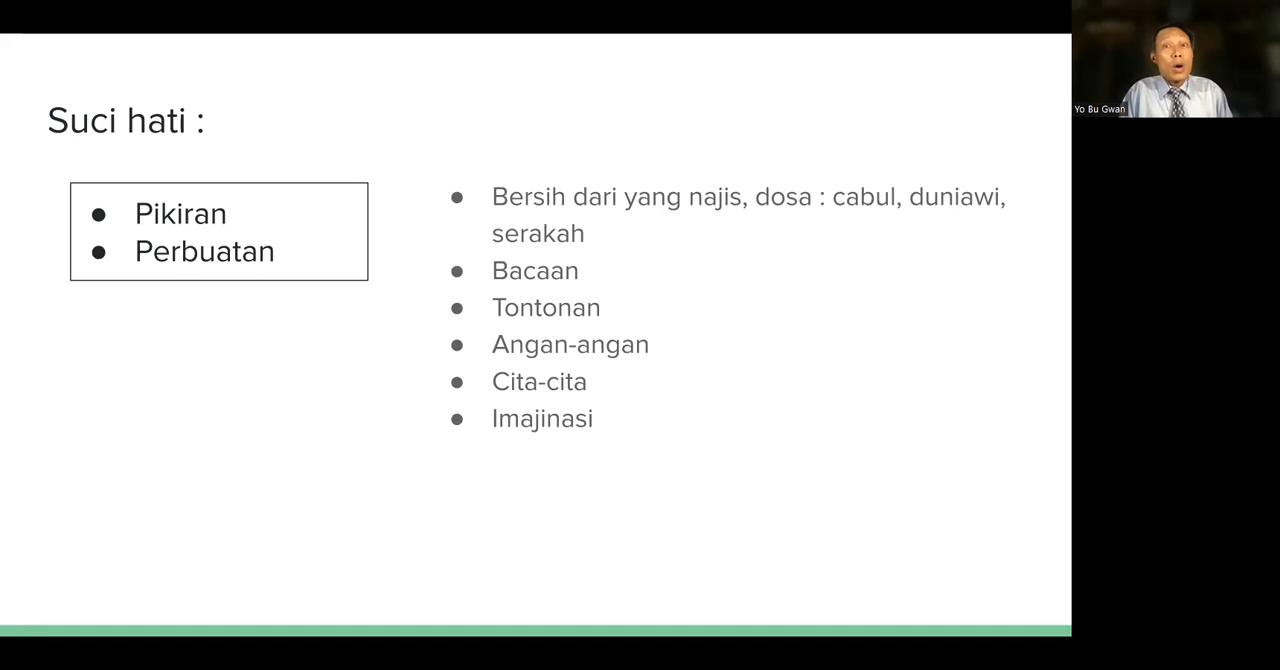 Suci hati :
● Pikiran
● Perbuatan
● Bersih dari yang najis, dosa : cabul, duniawi,
serakah
● Bacaan
● Tontonan
● Angan-angan
● Cita-cita
● Imajinasi
Yo Bu Gwan